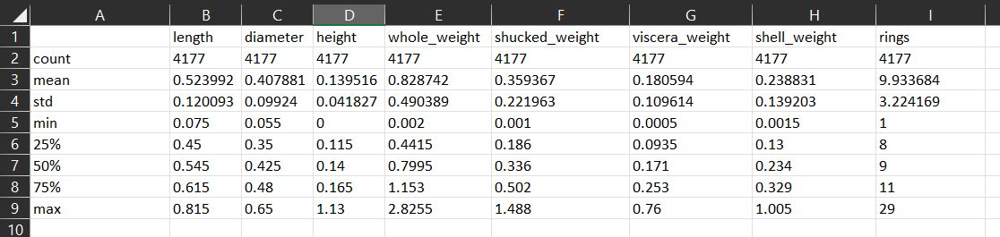 A B C D E F G H I
1 length diameter height whole_weight shucked_weight viscera_weight shell_weight rings
2 count 4177 4177 4177 4177 4177 4177 4177 4177
3 mean 0.523992 0.407881 0.139516 0.828742 0.359367 0.180594 0.238831 9.933684
4 std 0.120093 0.09924 0.041827 0.490389 0.221963 0.109614 0.139203 3.224169
5 min 0.075 0.055 0 0.002 0.001 0.0005 0.0015 1
6 25% 0.45 0.35 0.115 0.4415 0.186 0.0935 0.13 8
7 50% 0.545 0.425 0.14 0.7995 0.336 0.171 0.234 9
8 75% 0.615 0.48 0.165 1.153 0.502 0.253 0.329 11
9 max 0.815 0.65 1.13 2.8255 1.488 0.76 1.005 29
10